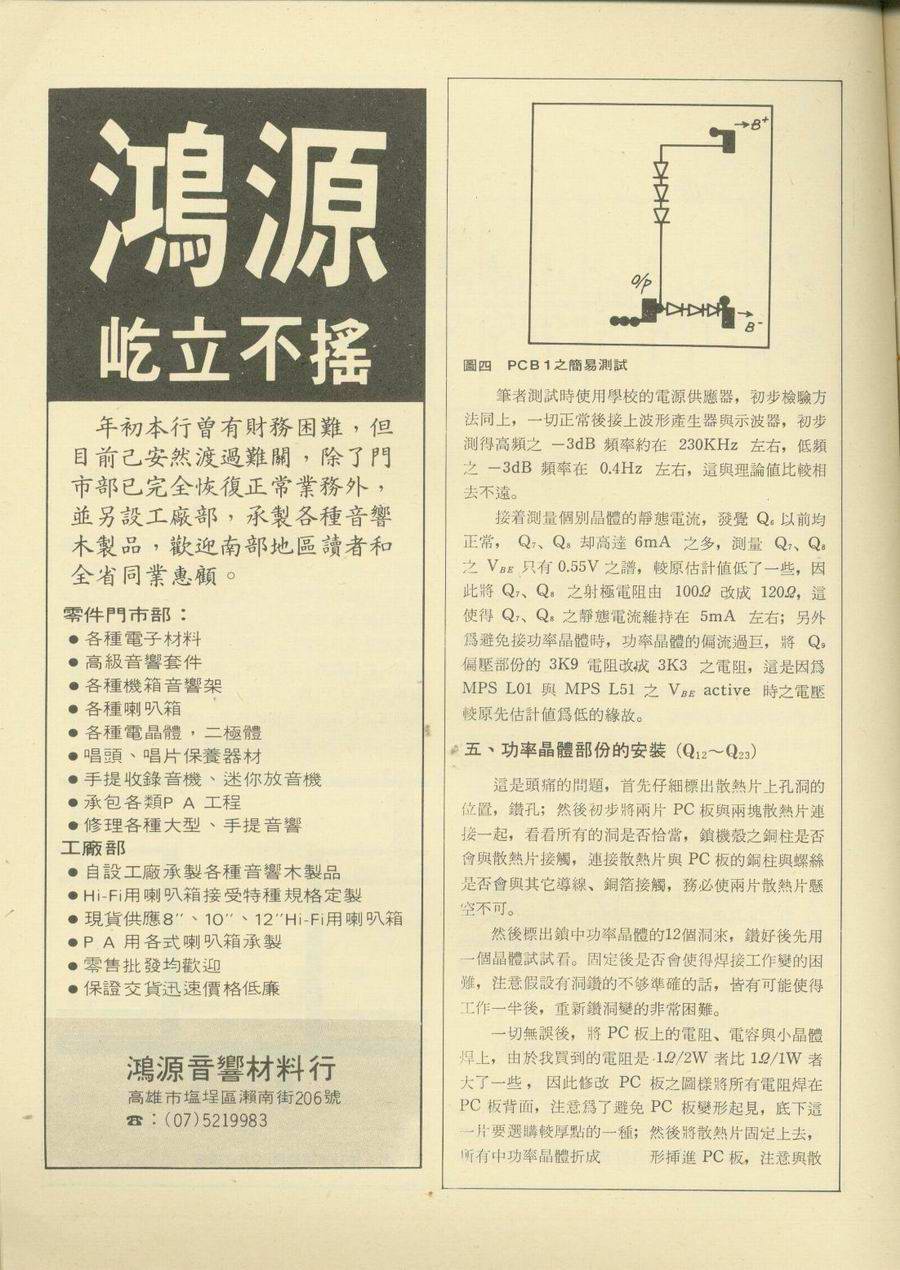 鴻源
屹立不搖
年初本行曾有財務困難，但
目前已安然渡過難關，除了門
市部已完全恢復正常業務外，
並另設工廠部，承製各種音響
木製品，歡迎南部地區讀者和
全省同業惠顧。
零件門市部：
●各種電子材料
●高級音響套件
●各種機箱音響架
●各種喇叭箱
●各種電晶體，二極體
●唱頭、唱片保養器材
●手提收錄音機、迷你放音機
●承包各類P A 工程
●修理各種大型、手提音響
工廠部
●自設工廠承製各種音響木製品
●Hi-Fi用喇叭箱接受特種規格定製
●現貨供應8″、10″、12″Hi-Fi用喇叭箱
●P A 用各式喇叭箱承製
●零售批發均歡迎
●保證交貨迅速價格低廉
鴻源音響材料行
高雄市塩埕區瀨南街206號
☎：(07)5219983
→B⁺
O/P
→B⁻
圖四 PCB1之簡易測試
筆者測試時使用學校的電源供應器，初步檢驗方
法同上，一切正常後接上波形產生器與示波器，初步
測得高頻之 －3dB 頻率約在 230KHz 左右，低頻
之 －3dB 頻率在 0.4Hz 左右，這與理論值比較相
去不遠。
接着測量個別晶體的靜態電流，發覺 Q₆ 以前均
正常， Q₇、Q₈ 却高達 6mA 之多，測量 Q₇、Q₈
之 VBE 只有 0.55V 之譜，較原估計值低了一些，因
此將 Q₇、Q₈ 之射極電阻由 100Ω 改成 120Ω，這
使得 Q₇、Q₈ 之靜態電流維持在 5mA 左右；另外
爲避免接功率晶體時，功率晶體的偏流過巨，將 Q₉
偏壓部份的 3K9 電阻改成 3K3 之電阻，這是因爲
MPS L01 與 MPS L51 之 VBE active 時之電壓
較原先估計值爲低的緣故。
五、功率晶體部份的安裝（Q₁₂～Q₂₃）
這是頭痛的問題，首先仔細標出散熱片上孔洞的
位置，鑽孔；然後初步將兩片 PC 板與兩塊散熱片連
接一起，看看所有的洞是否恰當，鎖機殼之銅柱是否
會與散熱片接觸，連接散熱片與 PC 板的銅柱與螺絲
是否會與其它導線、銅箔接觸，務必使兩片散熱片懸
空不可。
然後標出鎖中功率晶體的12個洞來，鑽好後先用
一個晶體試試看。固定後是否會使得焊接工作變的困
難，注意假設有洞鑽的不够準確的話，皆有可能使得
工作一半後，重新鑽洞變的非常困難。
一切無誤後，將 PC 板上的電阻、電容與小晶體
焊上，由於我買到的電阻是 1Ω/2W 者比 1Ω/1W 者
大了一些，因此修改 PC 板之圖樣將所有電阻焊在
PC 板背面，注意爲了避免 PC 板變形起見，底下這
一片要選購較厚點的一種；然後將散熱片固定上去，
所有中功率晶體折成 形揷進 PC 板，注意與散